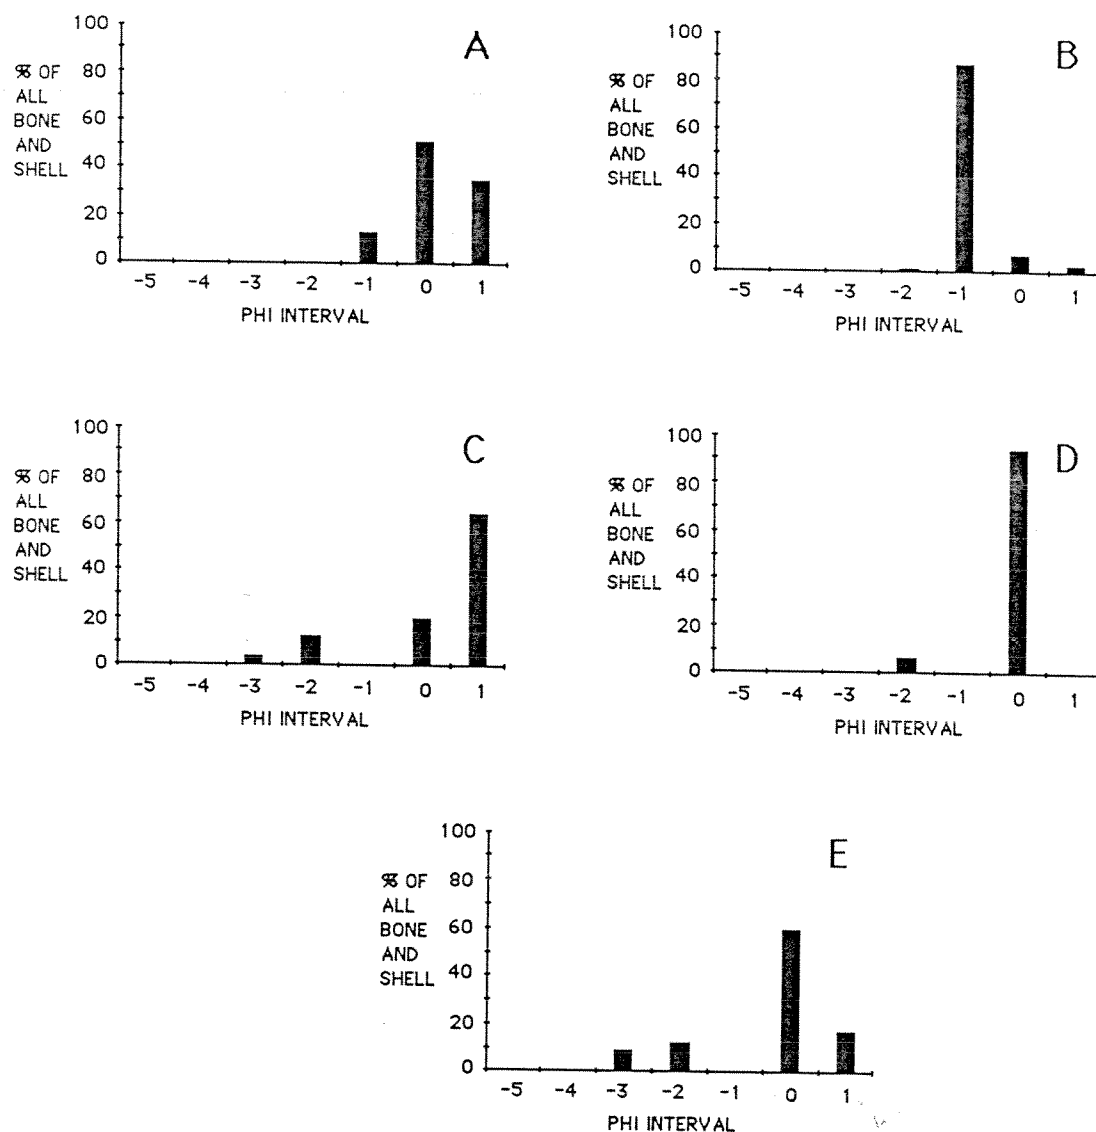 A
100
80
60
40
20
0
% OF
ALL
BONE
AND
SHELL
-5 -4 -3 -2 -1 0 1
PHI INTERVAL
B
100
80
60
40
20
0
% OF
ALL
BONE
AND
SHELL
-5 -4 -3 -2 -1 0 1
PHI INTERVAL
C
100
80
60
40
20
0
% OF
ALL
BONE
AND
SHELL
-5 -4 -3 -2 -1 0 1
PHI INTERVAL
D
100
80
60
40
20
0
% OF
ALL
BONE
AND
SHELL
-5 -4 -3 -2 -1 0 1
PHI INTERVAL
E
100
80
60
40
20
0
% OF
ALL
BONE
AND
SHELL
-5 -4 -3 -2 -1 0 1
PHI INTERVAL